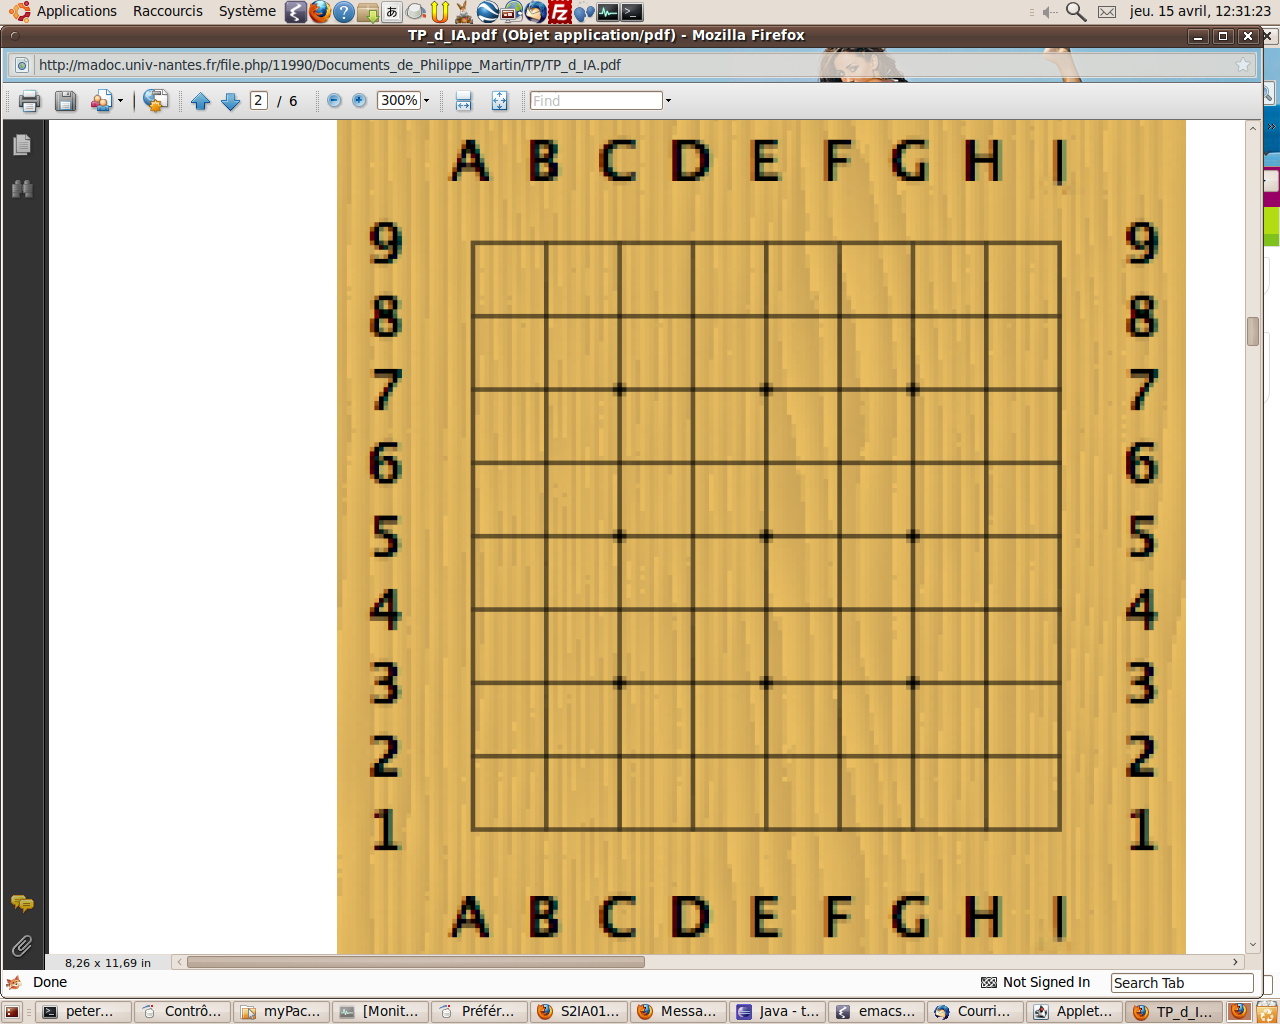 Applications Raccourcis Système jeu. 15 avril, 12:31:23
TP_d_IA.pdf (Objet application/pdf) - Mozilla Firefox
http://madoc.univ-nantes.fr/file.php/11990/Documents_de_Philippe_Martin/TP/TP_d_IA.pdf
2 / 6 300% Find
A B C D E F G H I
9 9
8 8
7 7
6 6
5 5
4 4
3 3
2 2
1 1
A B C D E F G H I
8,26 x 11,69 in
Done Not Signed In Search Tab
peter... Contrô... myPac... [Monit... Préfér... S2IA01... Messa... Java - t... emacs... Courri... Applet... TP_d_I...